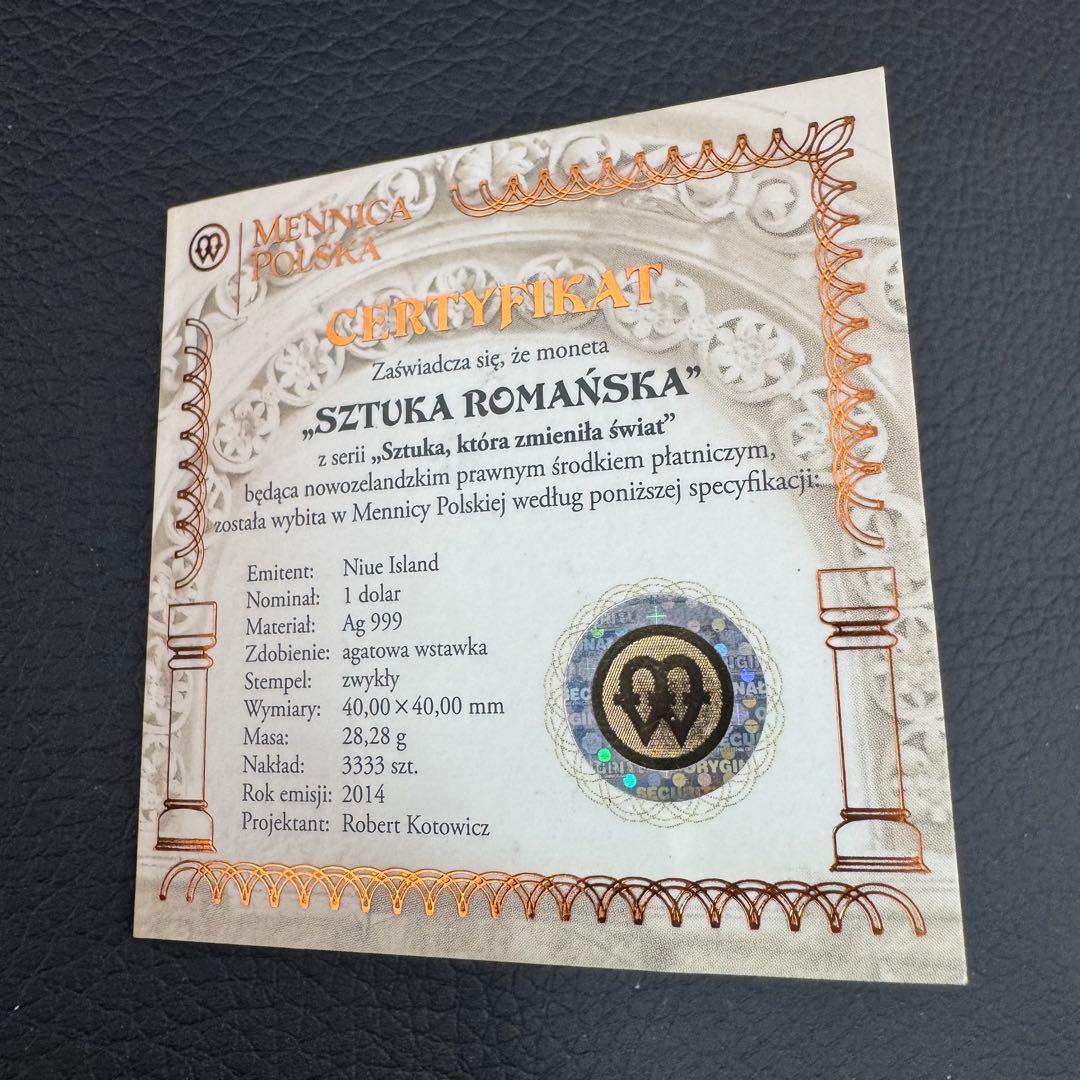 MENNICA
POLSKA
CERTYFIKAT
Zaświadcza się, że moneta
„SZTUKA ROMAŃSKA”
z serii „Sztuka, która zmieniła świat”
będąca nowozelandzkim prawnym środkiem płatniczym,
została wybita w Mennicy Polskiej według poniższej specyfikacji:
Emitent: Niue Island
Nominał: 1 dolar
Materiał: Ag 999
Zdobienie: agatowa wstawka
Stempel: zwykły
Wymiary: 40,00 × 40,00 mm
Masa: 28,28 g
Nakład: 3333 szt.
Rok emisji: 2014
Projektant: Robert Kotowicz